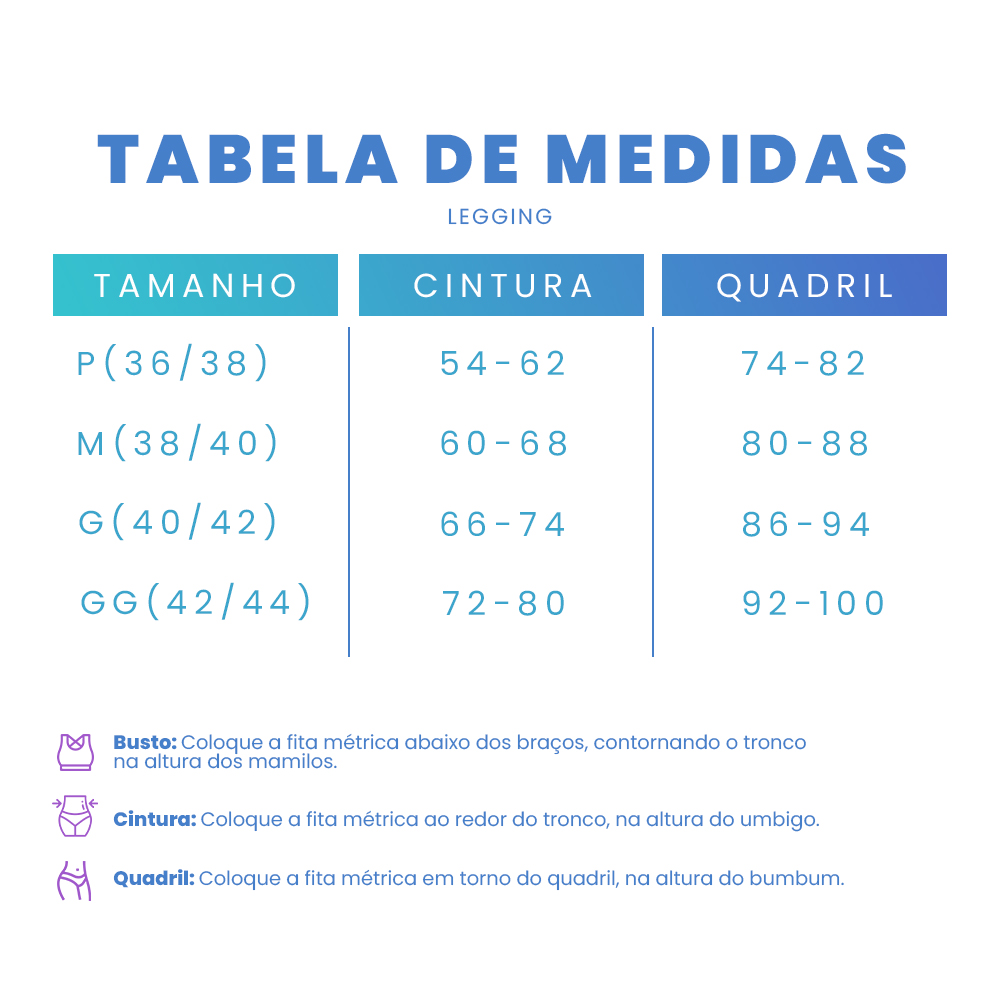 TABELA DE MEDIDAS
LEGGING
TAMANHO CINTURA QUADRIL
P(36/38) 54-62 74-82
M(38/40) 60-68 80-88
G(40/42) 66-74 86-94
GG(42/44) 72-80 92-100
Busto: Coloque a fita métrica abaixo dos braços, contornando o tronco
na altura dos mamilos.
Cintura: Coloque a fita métrica ao redor do tronco, na altura do umbigo.
Quadril: Coloque a fita métrica em torno do quadril, na altura do bumbum.